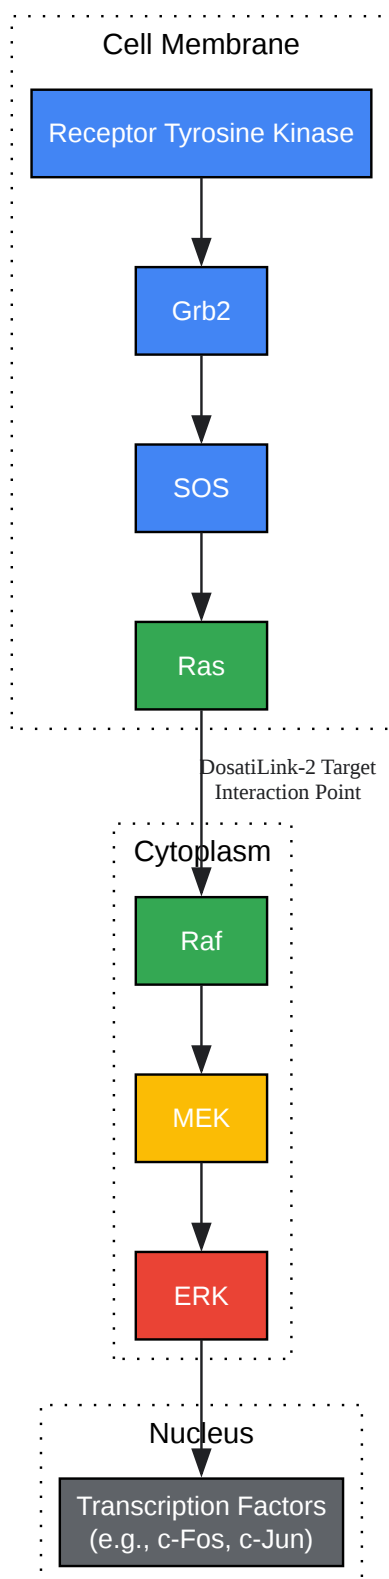 Cell Membrane
Receptor Tyrosine Kinase
Grb2
SOS
Ras
DosatiLink-2 Target
Interaction Point
Cytoplasm
Raf
MEK
ERK
Nucleus
Transcription Factors
(e.g., c-Fos, c-Jun)